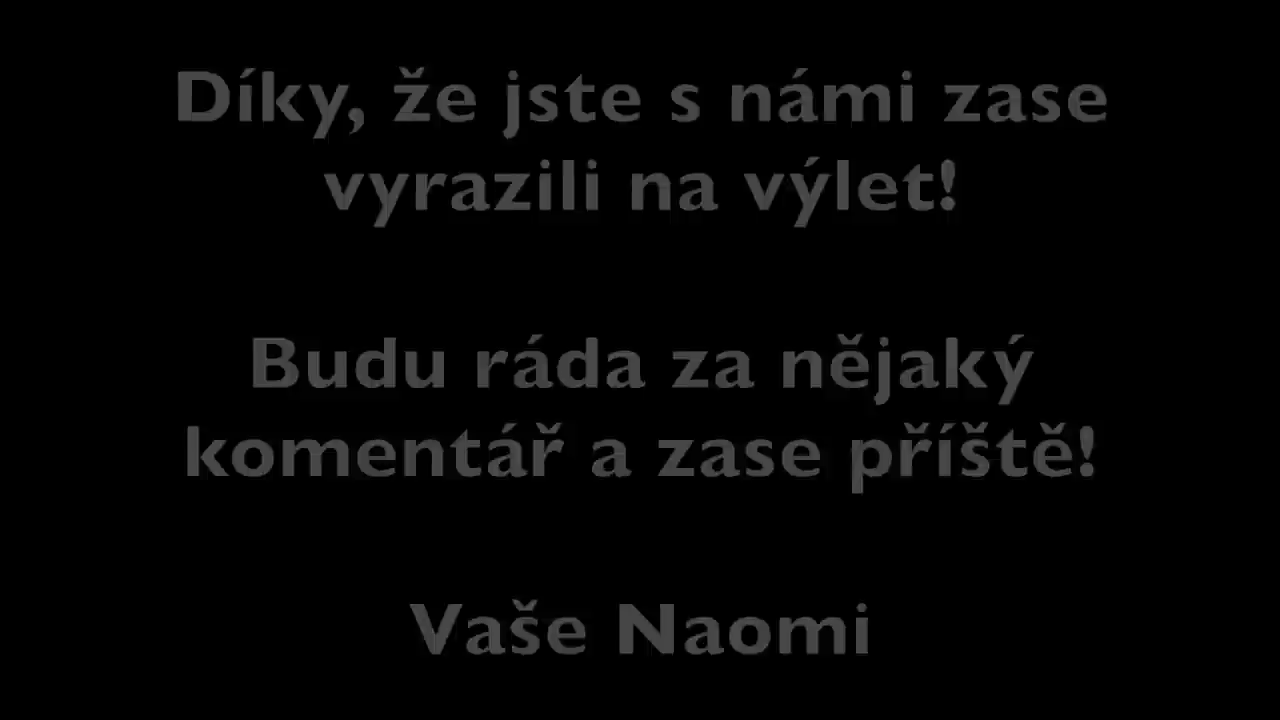 Díky, že jste s námi zase
vyrazili na výlet!
Budu ráda za nějaký
komentář a zase příště!
Vaše Naomi